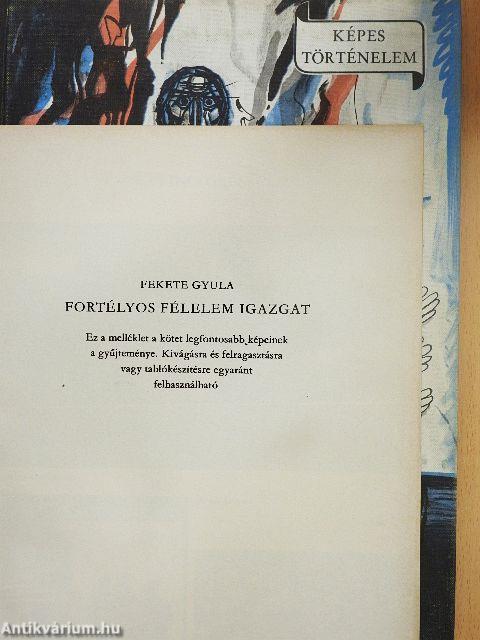 KÉPES
TÖRTÉNELEM
FEKETE GYULA
FORTÉLYOS FÉLELEM IGAZGAT
Ez a melléklet a kötet legfontosabb képeinek
a gyűjteménye. Kivágásra és felragasztásra
vagy tablókészítésre egyaránt
felhasználható
Antikvárium.hu